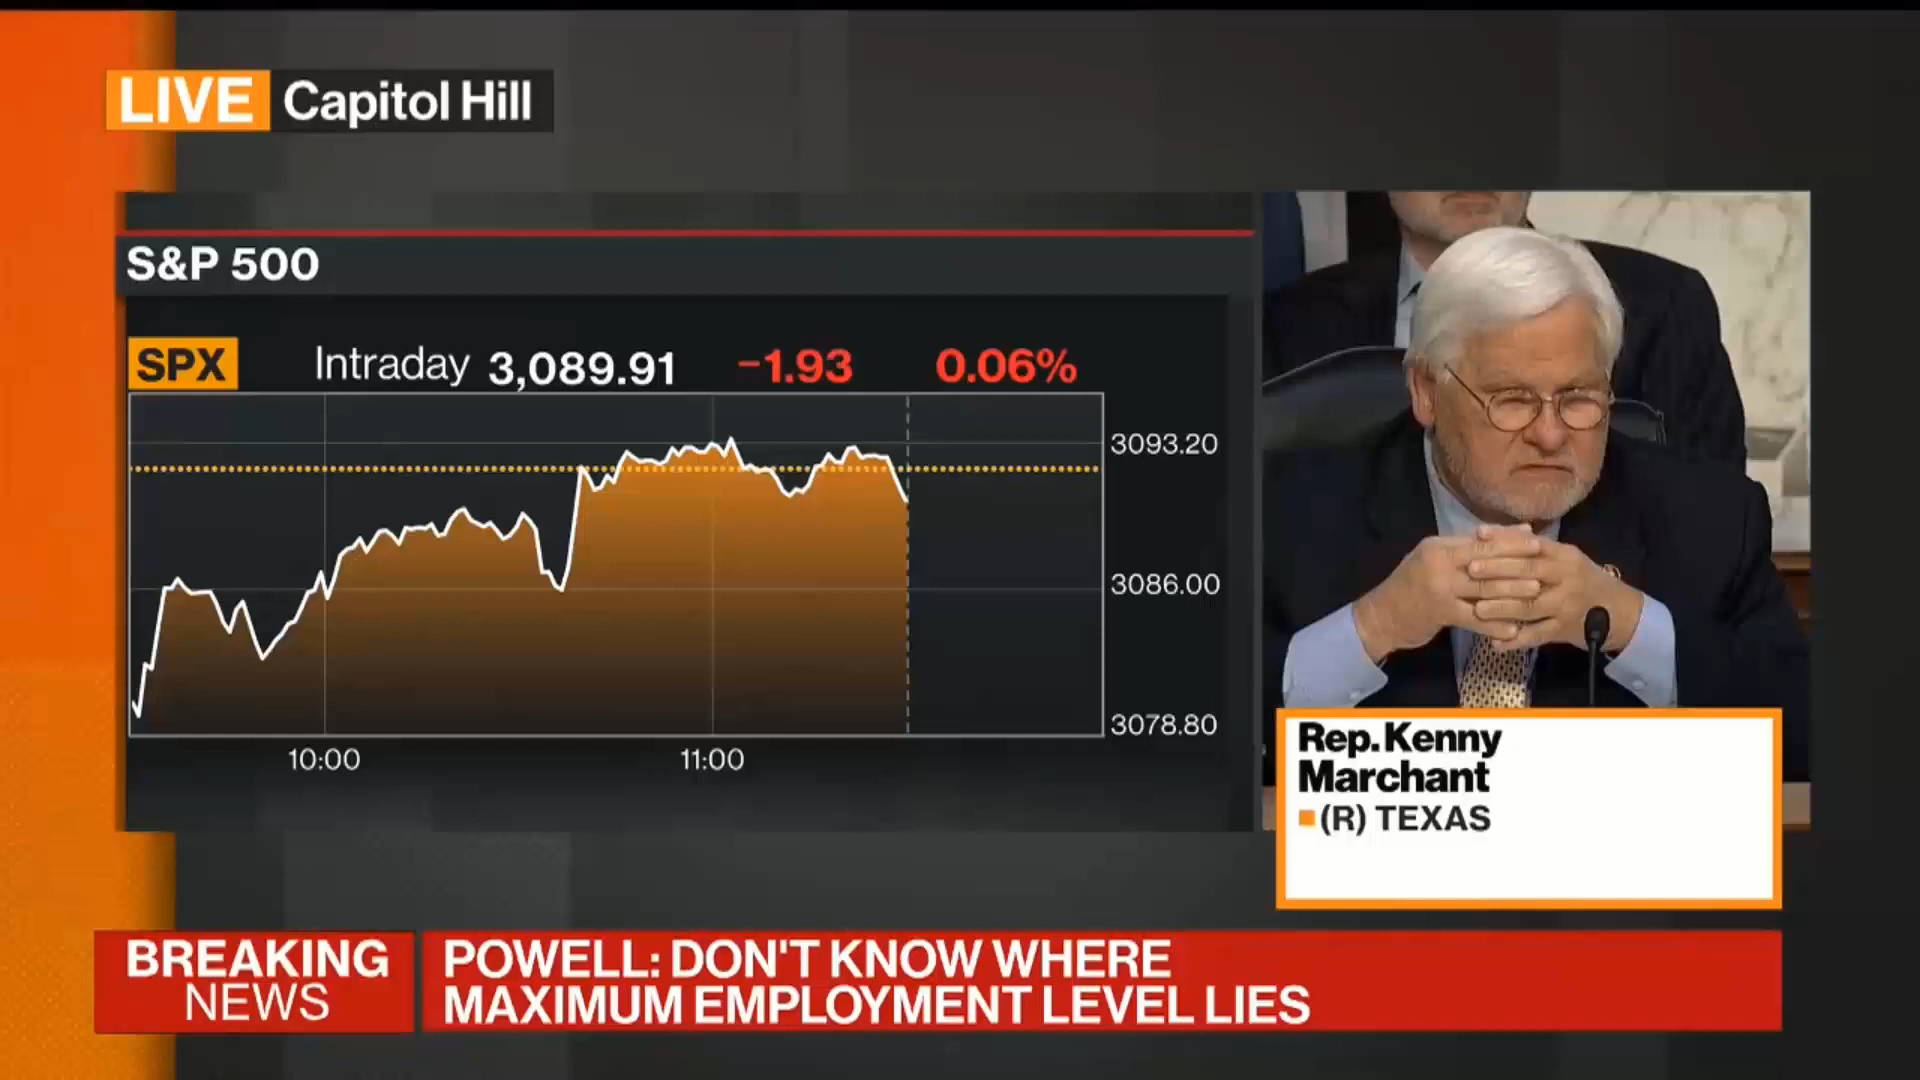 LIVE Capitol Hill
S&P 500
SPX Intraday 3,089.91 −1.93 0.06%
3093.20
3086.00
3078.80
10:00 11:00
Rep. Kenny
Marchant
(R) TEXAS
BREAKING
NEWS
POWELL: DON'T KNOW WHERE
MAXIMUM EMPLOYMENT LEVEL LIES